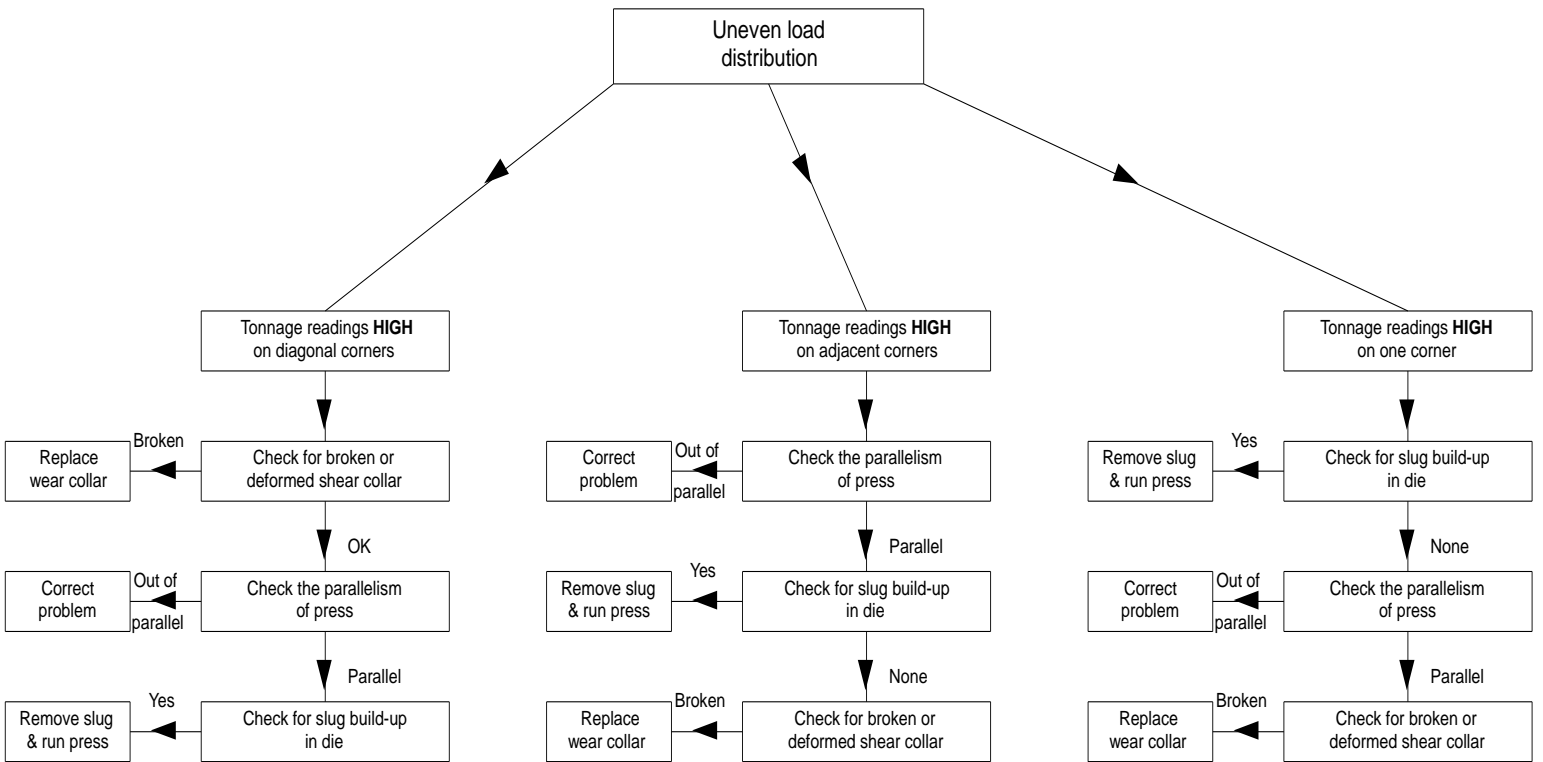 Uneven load
distribution
Tonnage readings HIGH
on diagonal corners
Tonnage readings HIGH
on adjacent corners
Tonnage readings HIGH
on one corner
Replace
wear collar
Broken
Check for broken or
deformed shear collar
Correct
problem
Out of
parallel
Check the parallelism
of press
Remove slug
& run press
Yes
Check for slug build-up
in die
OK
Parallel
None
Correct
problem
Out of
parallel
Check the parallelism
of press
Remove slug
& run press
Yes
Check for slug build-up
in die
Correct
problem
Out of
parallel
Check the parallelism
of press
Parallel
None
Parallel
Remove slug
& run press
Yes
Check for slug build-up
in die
Replace
wear collar
Broken
Check for broken or
deformed shear collar
Replace
wear collar
Broken
Check for broken or
deformed shear collar